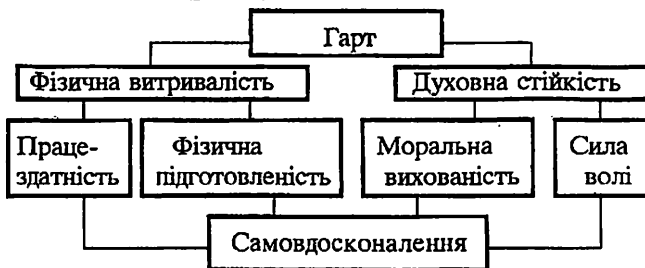 Гарт
Фізична витривалість
Духовна стійкість
Праце-
здатність
Фізична
підготовленість
Моральна
вихованість
Сила
волі
Самовдосконалення